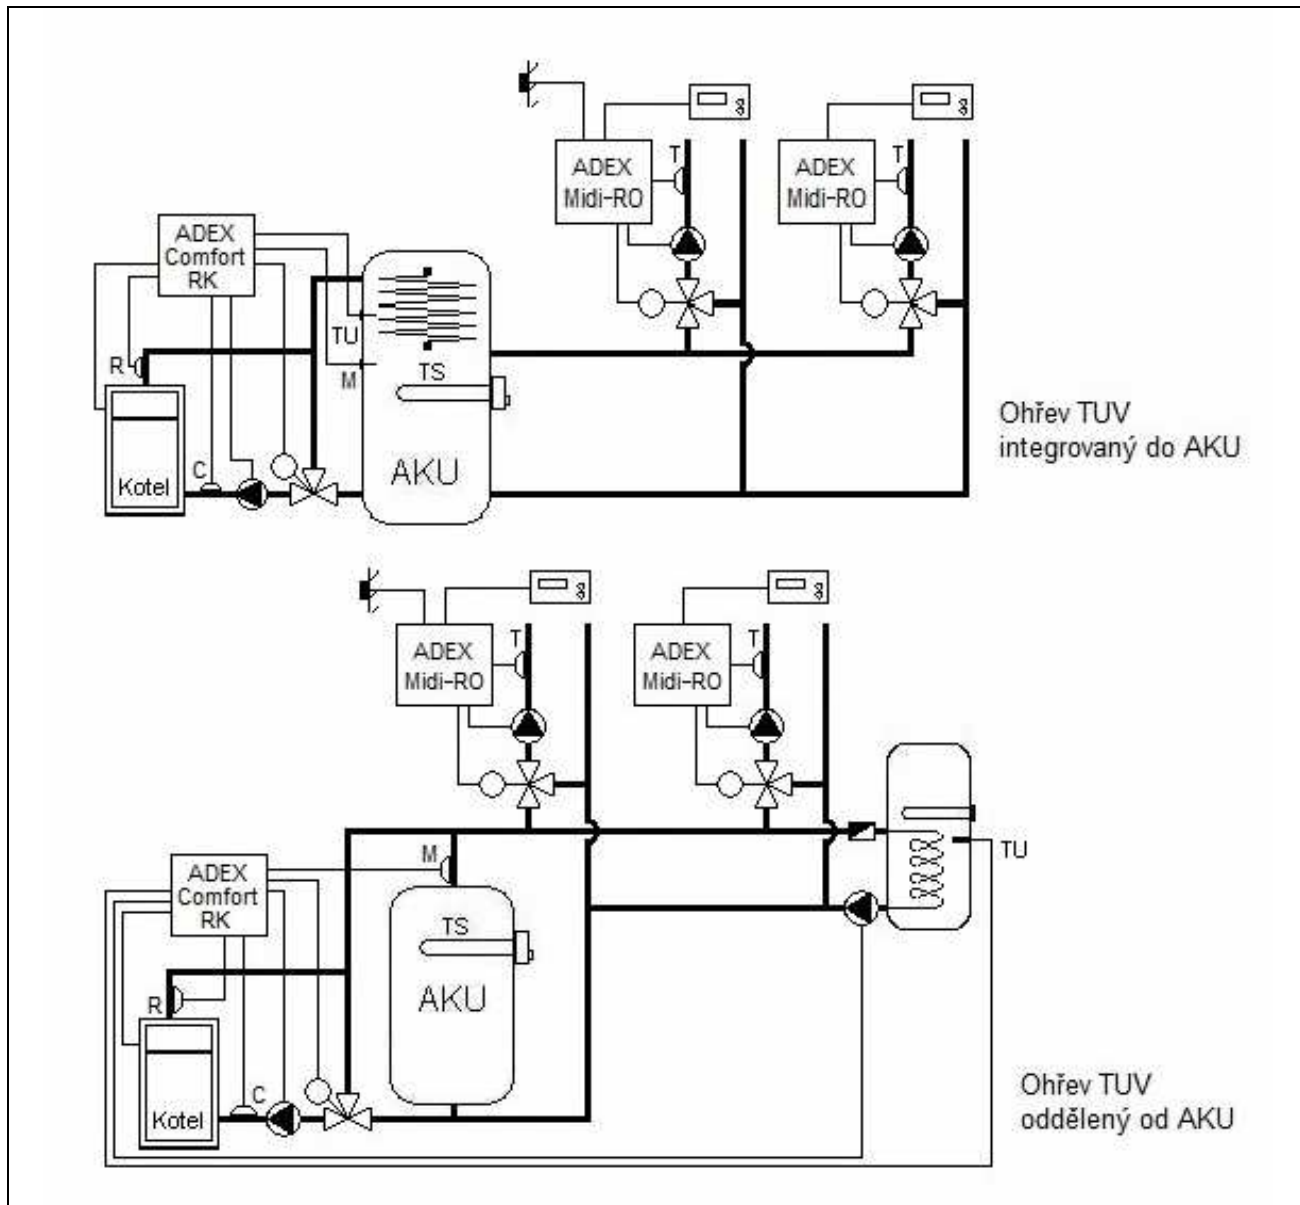 ADEX
Midi-RO
T
ADEX
Midi-RO
T
ADEX
Comfort
RK
TU
R
M
TS
C
Kotel
AKU
Ohřev TUV
integrovaný do AKU
ADEX
Midi-RO
T
ADEX
Midi-RO
T
M
TU
ADEX
Comfort
RK
TS
R
AKU
C
Kotel
Ohřev TUV
oddělený od AKU